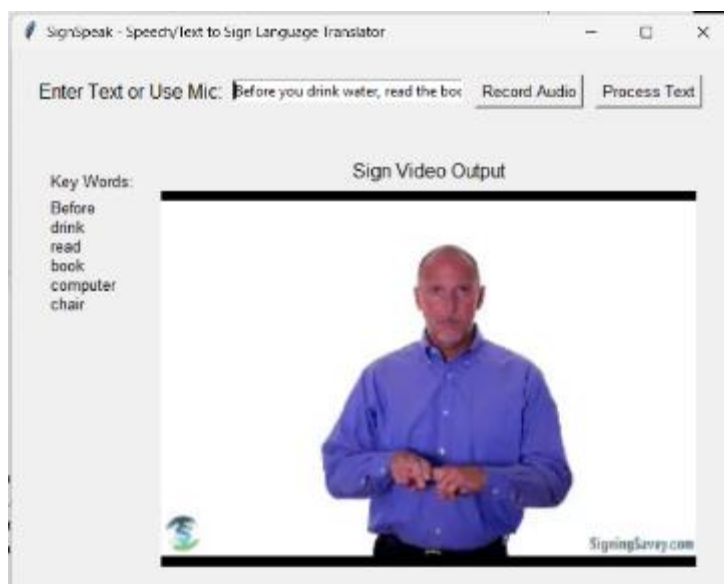 SignSpeak - Speech/Text to Sign Language Translator
Enter Text or Use Mic: Before you drink water, read the boo Record Audio Process Text
Sign Video Output
Key Words:
Before
drink
read
book
computer
chair
SigningSavvy.com